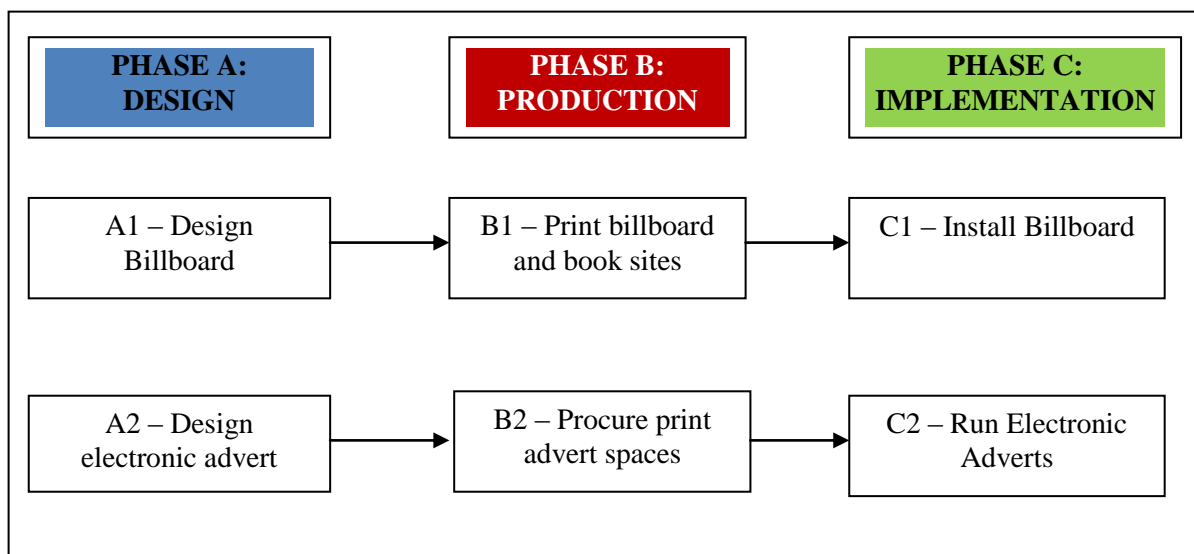 PHASE A:
DESIGN
PHASE B:
PRODUCTION
PHASE C:
IMPLEMENTATION
A1 – Design
Billboard
B1 – Print billboard
and book sites
C1 – Install Billboard
A2 – Design
electronic advert
B2 – Procure print
advert spaces
C2 – Run Electronic
Adverts